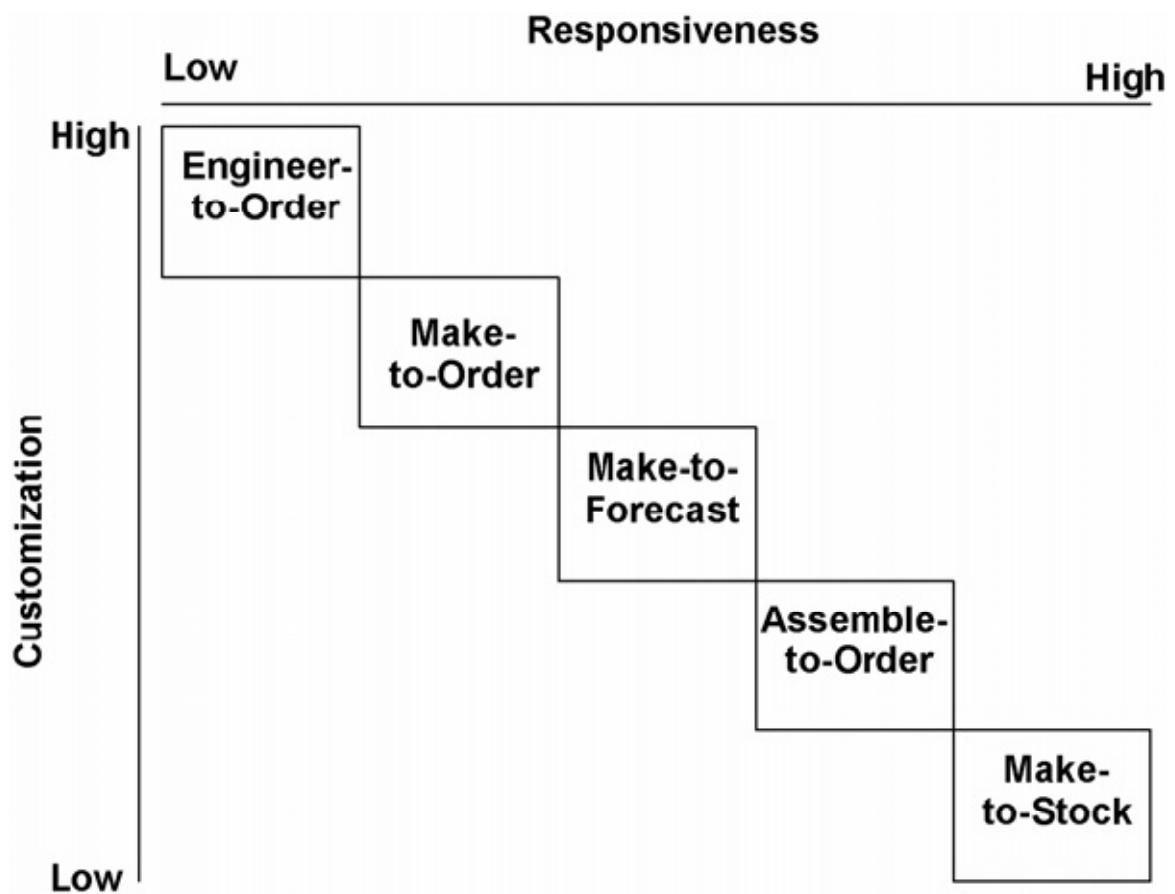 Responsiveness
Low
High
High
Engineer-
to-Order
Make-
to-Order
Make-to-
Forecast
Customization
Assemble-
to-Order
Make-
to-Stock
Low